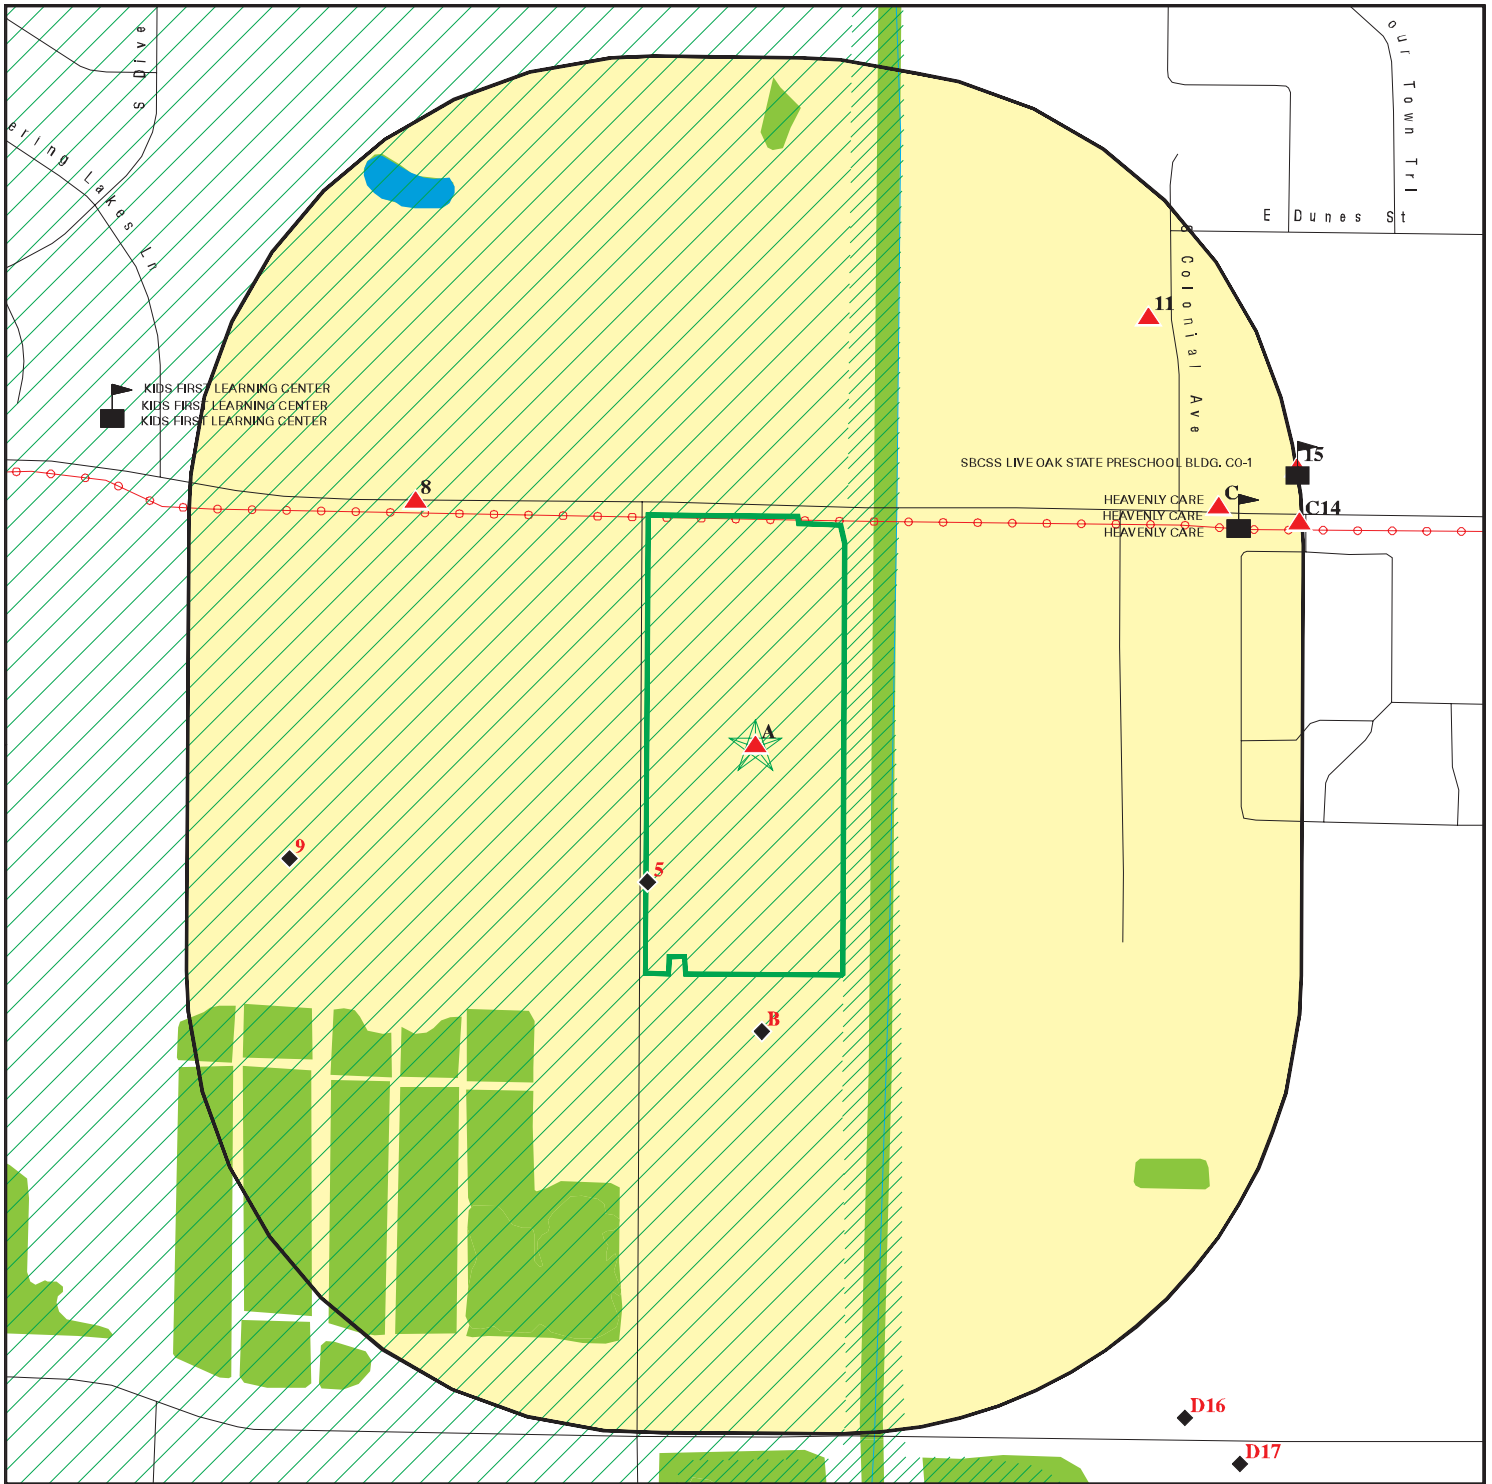 ave S Di
ering Lakes Ln
our Town Trl
E Dunes St
S Colonial Ave
11
KIDS FIRST LEARNING CENTER
KIDS FIRST LEARNING CENTER
KIDS FIRST LEARNING CENTER
15
SBCSS LIVE OAK STATE PRESCHOOL BLDG. CO-1
8
C
HEAVENLY CARE
C14
HEAVENLY CARE
HEAVENLY CARE
A
9
5
B
D16
D17